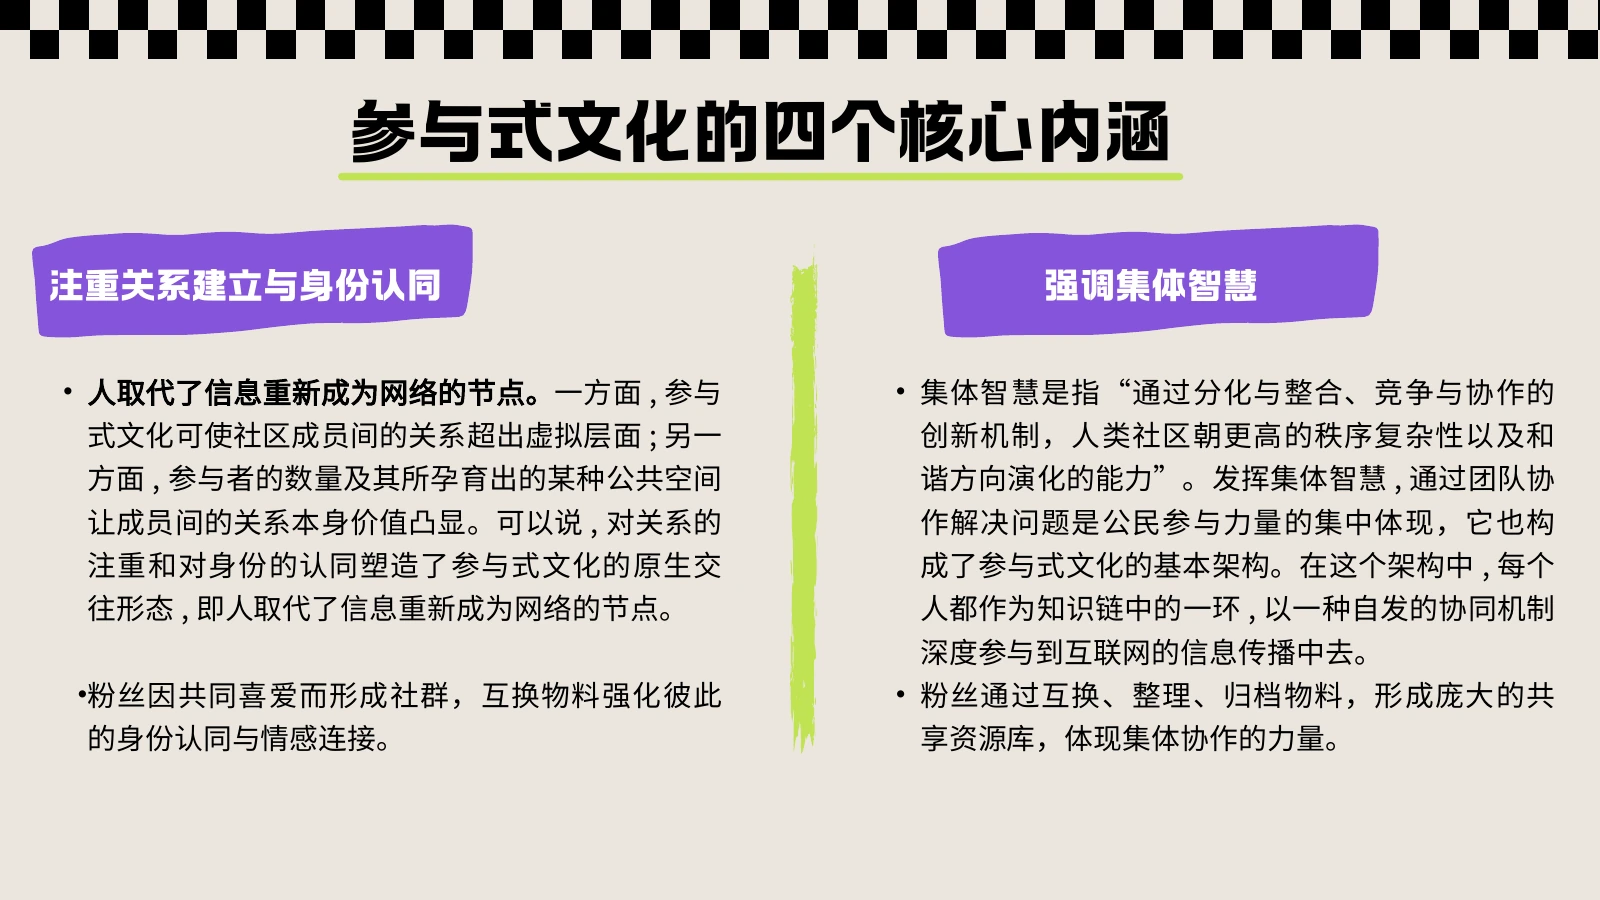 参与式文化的四个核心内涵
注重关系建立与身份认同
• 人取代了信息重新成为网络的节点。一方面 , 参与
式文化可使社区成员间的关系超出虚拟层面 ; 另一
方面 , 参与者的数量及其所孕育出的某种公共空间
让成员间的关系本身价值凸显。可以说 , 对关系的
注重和对身份的认同塑造了参与式文化的原生交
往形态 , 即人取代了信息重新成为网络的节点。
•粉丝因共同喜爱而形成社群，互换物料强化彼此
的身份认同与情感连接。
强调集体智慧
• 集体智慧是指“通过分化与整合、竞争与协作的
创新机制，人类社区朝更高的秩序复杂性以及和
谐方向演化的能力”。发挥集体智慧 , 通过团队协
作解决问题是公民参与力量的集中体现，它也构
成了参与式文化的基本架构。在这个架构中 , 每个
人都作为知识链中的一环 , 以一种自发的协同机制
深度参与到互联网的信息传播中去。
• 粉丝通过互换、整理、归档物料，形成庞大的共
享资源库，体现集体协作的力量。